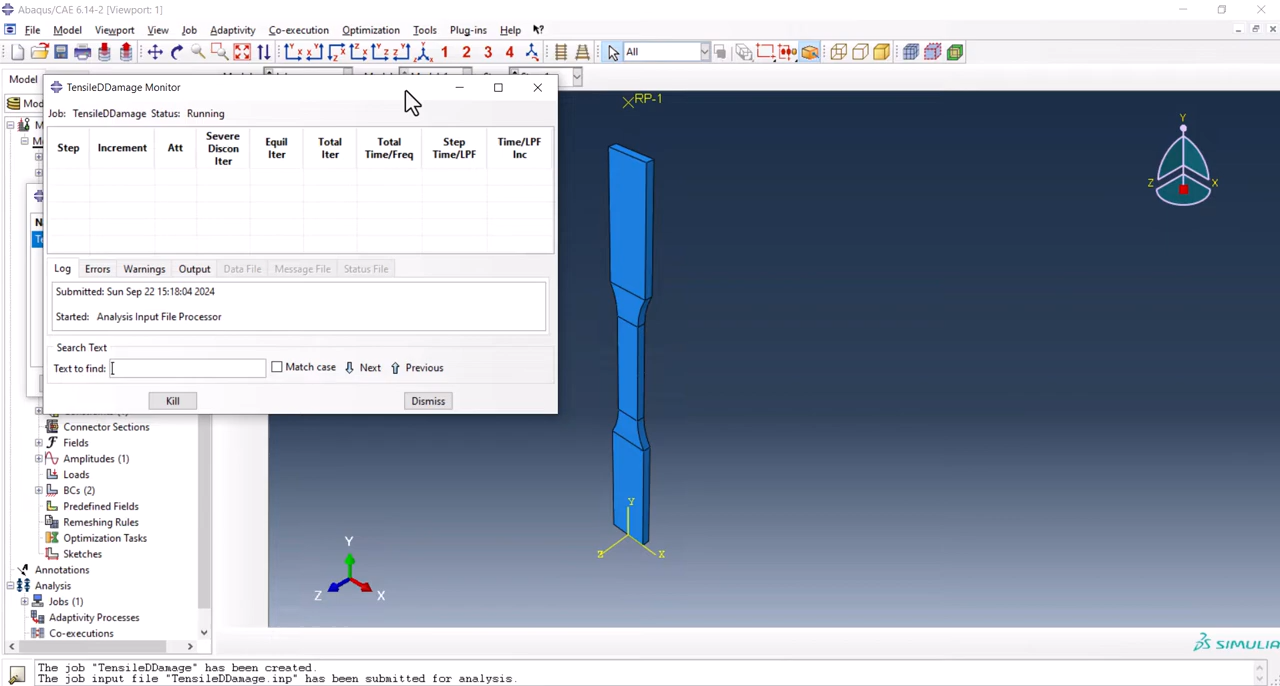 Abaqus/CAE 6.14-2 [Viewport: 1]
File Model Viewport View Job Adaptivity Co-execution Optimization Tools Plug-ins Help
1 2 3 4 All
Model
TensileDDamage Monitor
Job: TensileDDamage Status: Running
Step Increment Att Severe Discon Iter Equil Iter Total Iter Total Time/Freq Step Time/LPF Time/LPF Inc
Log Errors Warnings Output Data File Message File Status File
Submitted: Sun Sep 22 15:18:04 2024
Started: Analysis Input File Processor
Search Text
Text to find: Match case Next Previous
Kill Dismiss
Connector Sections
Fields
Amplitudes (1)
Loads
BCs (2)
Predefined Fields
Remeshing Rules
Optimization Tasks
Sketches
Annotations
Analysis
Jobs (1)
Adaptivity Processes
Co-executions
RP-1
Y
Z X
Y
Z X
Y
Z X
SIMULIA
The job "TensileDDamage" has been created.
The job input file "TensileDDamage.inp" has been submitted for analysis.